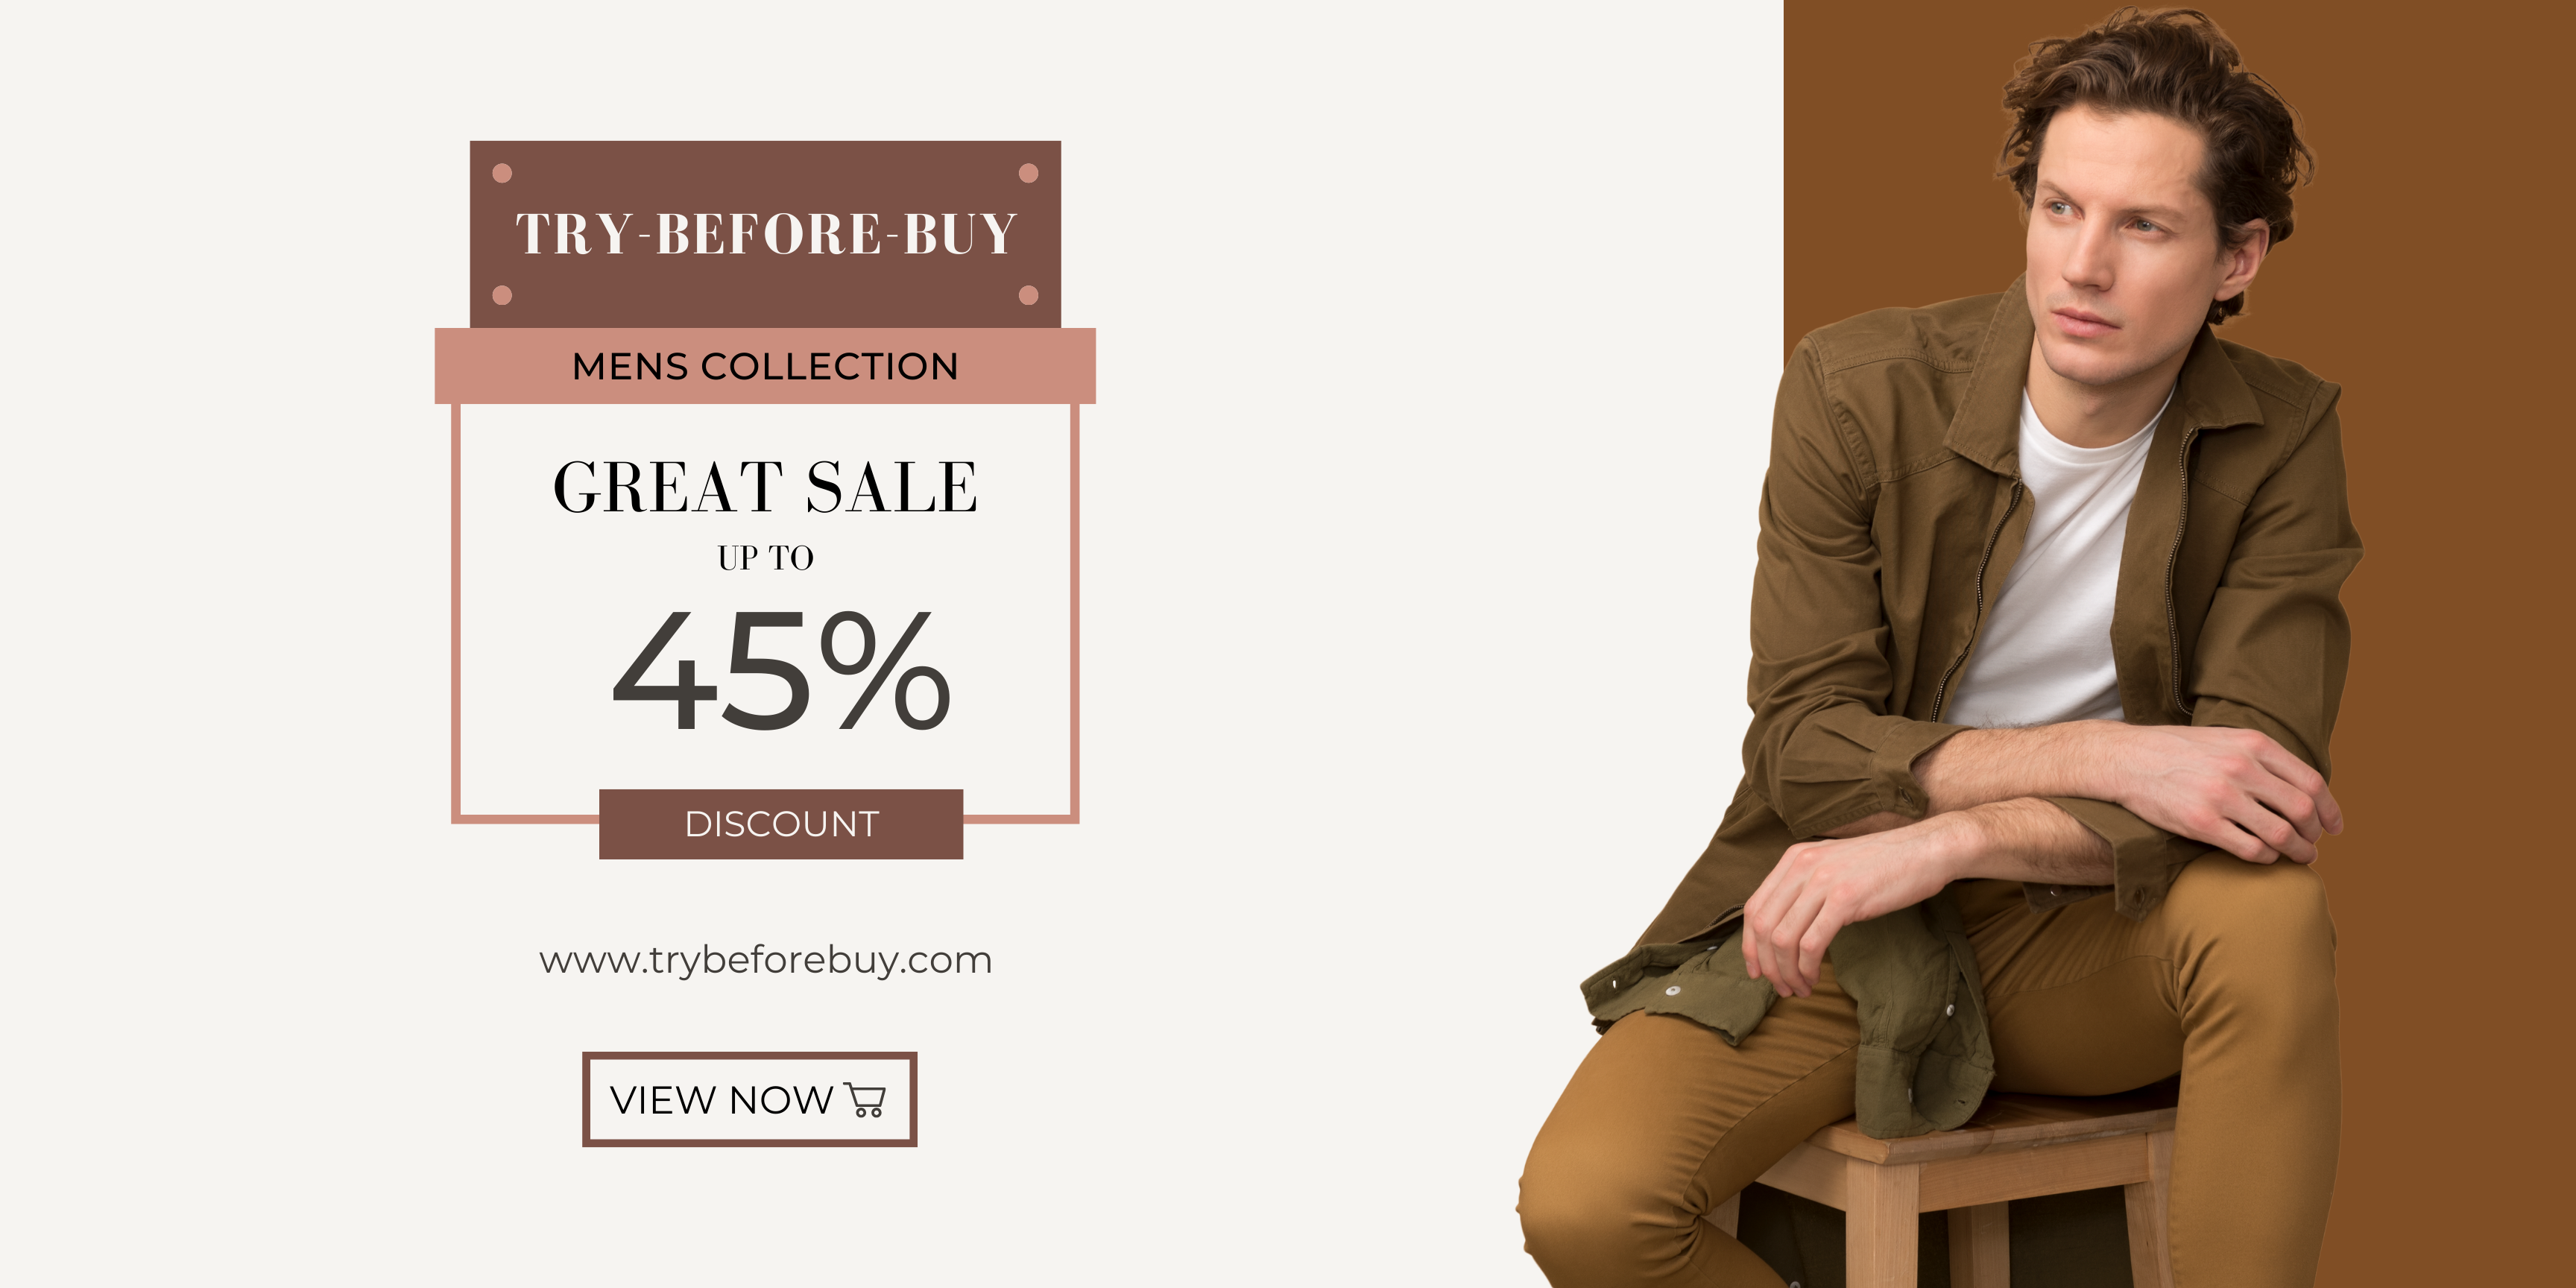 TRY-BEFORE-BUY
MENS COLLECTION
GREAT SALE
UP TO
45%
DISCOUNT
www.trybeforebuy.com
VIEW NOW